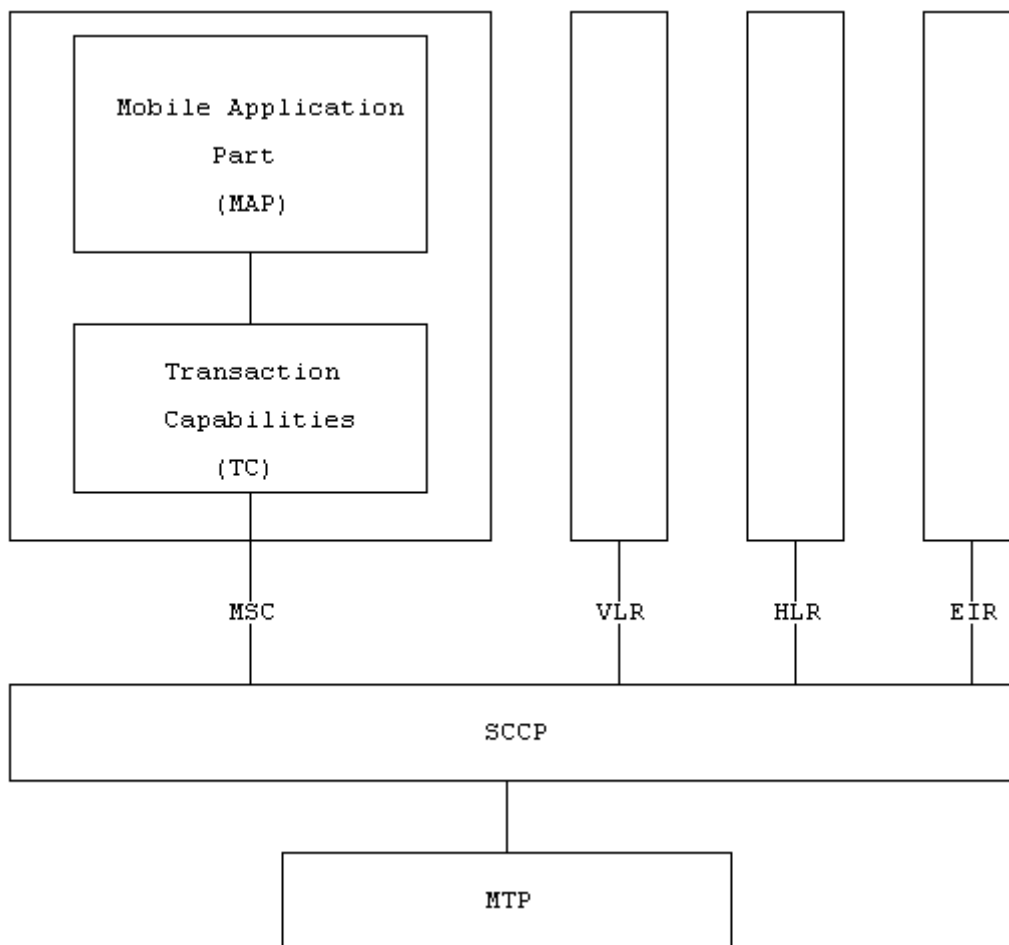 Mobile Application
Part
(MAP)
Transaction
Capabilities
(TC)
MSC
VLR
HLR
EIR
SCCP
MTP